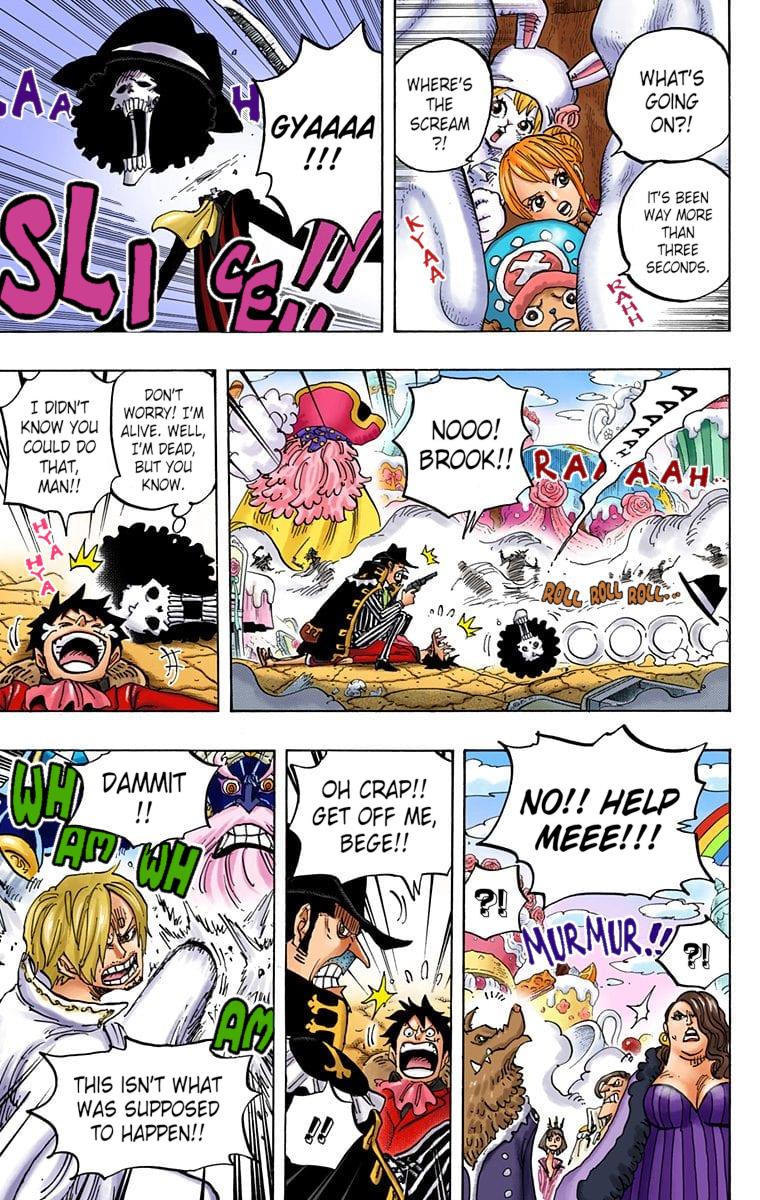 WHAT'S
GOING
ON?!
WHERE'S
THE
SCREAM
?!
IT'S BEEN
WAY MORE
THAN
THREE
SECONDS.
KYAA
RAHH
GYAAAA
!!!
SLICE!!
NOOO!
BROOK!!
RAAAAH
ROLL ROLL ROLL...
DON'T
WORRY! I'M
ALIVE. WELL,
I'M DEAD,
BUT YOU
KNOW.
I DIDN'T
KNOW YOU
COULD DO
THAT,
MAN!!
HYA
HYA
NO!! HELP
MEEE!!!
?!
MURMUR!!
?!
OH CRAP!!
GET OFF ME,
BEGE!!
!!
DAMMIT
!!
WHAM WHAM
THIS ISN'T WHAT
WAS SUPPOSED
TO HAPPEN!!